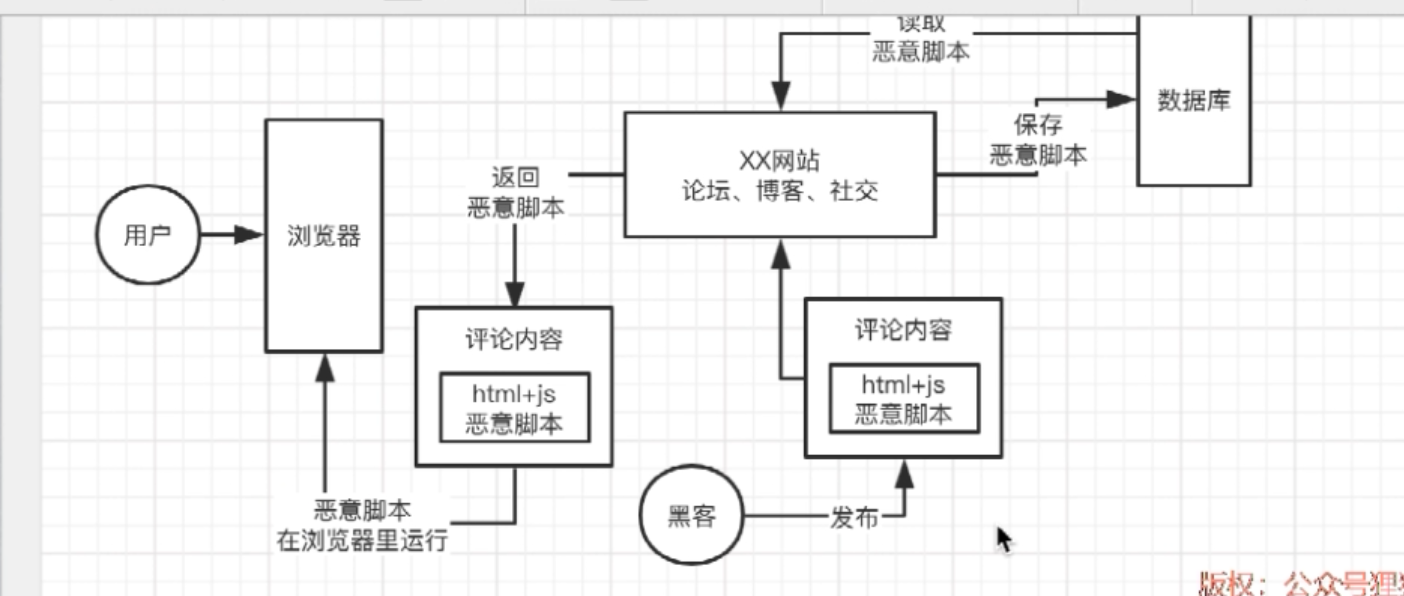 读取
恶意脚本
数据库
保存
恶意脚本
XX网站
论坛、博客、社交
返回
恶意脚本
用户
浏览器
评论内容
html+js
恶意脚本
评论内容
html+js
恶意脚本
恶意脚本
在浏览器里运行
黑客
发布
版权：公众号狸